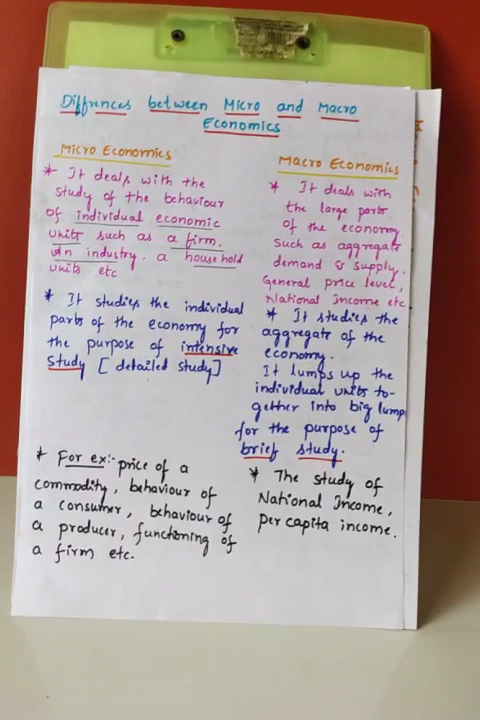 Diffrences between Micro and Macro
Economics
Micro Economics
* It deals with the
study of the behaviour
of individual economic
units such as a firm,
an industry. a household
units etc
* It studies the individual
parts of the economy for
the purpose of intensive
study [detailed study]
* For ex:- price of a
commodity, behaviour of
a consumer, behaviour of
a producer, functioning of
a firm etc.
Macro Economics
* It deals with
the large parts
of the economy.
Such as aggregate
demand & supply.
General price level,
National Income etc
* It studies the
aggregate of the
economy.
It lumps up the
individual units to-
gether into big lump
for the purpose of
brief study.
* The study of
National Income,
per capita income.